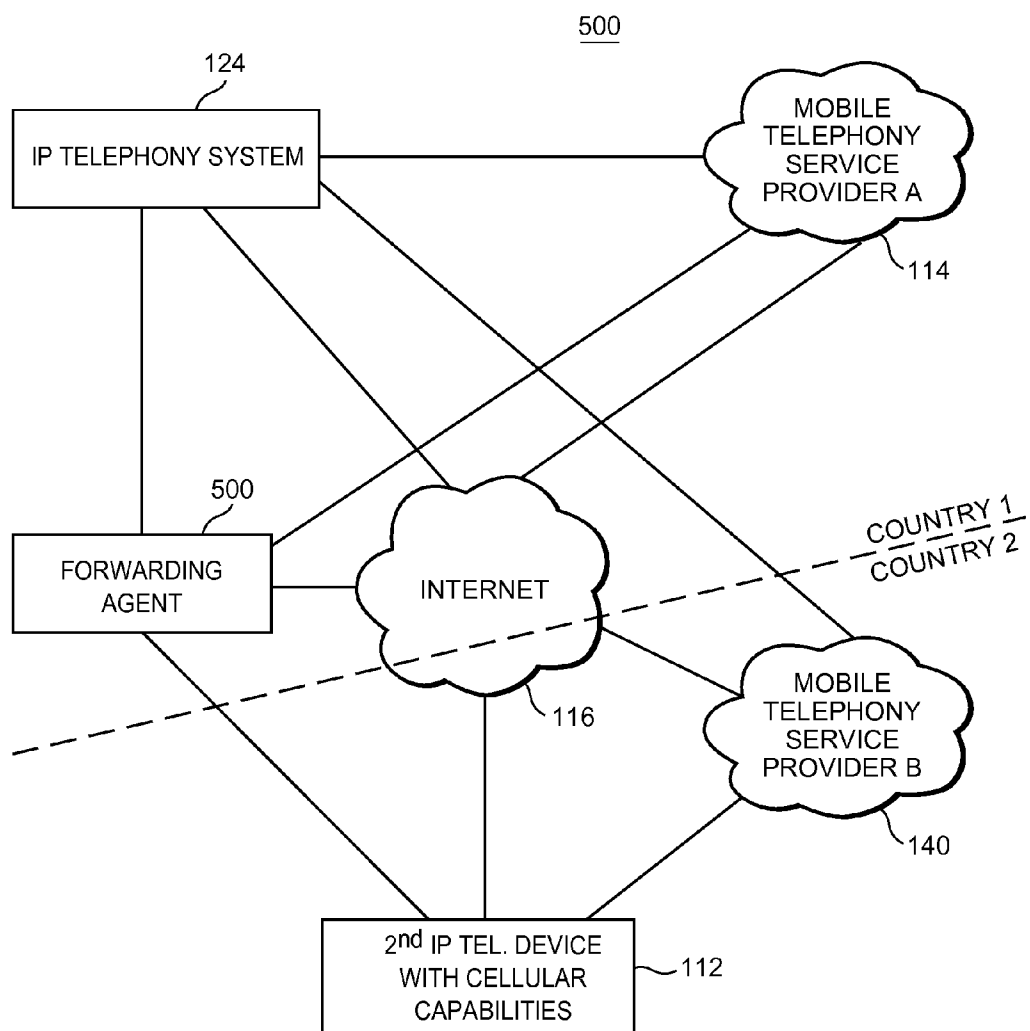 500
124
IP TELEPHONY SYSTEM
MOBILE
TELEPHONY
SERVICE
PROVIDER A
114
500
FORWARDING
AGENT
INTERNET
116
COUNTRY 1
COUNTRY 2
MOBILE
TELEPHONY
SERVICE
PROVIDER B
140
2nd IP TEL. DEVICE
WITH CELLULAR
CAPABILITIES
112